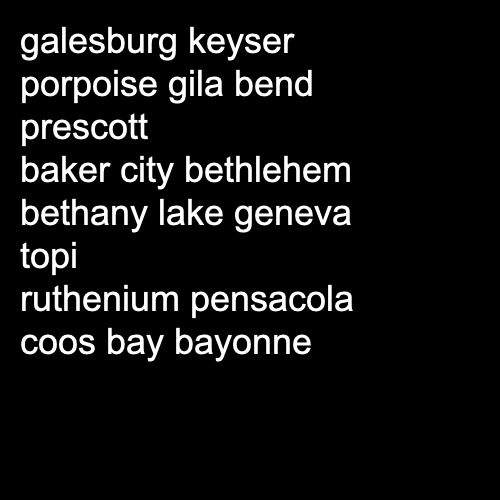 galesburg keyser
porpoise gila bend
prescott
baker city bethlehem
bethany lake geneva
topi
ruthenium pensacola
coos bay bayonne